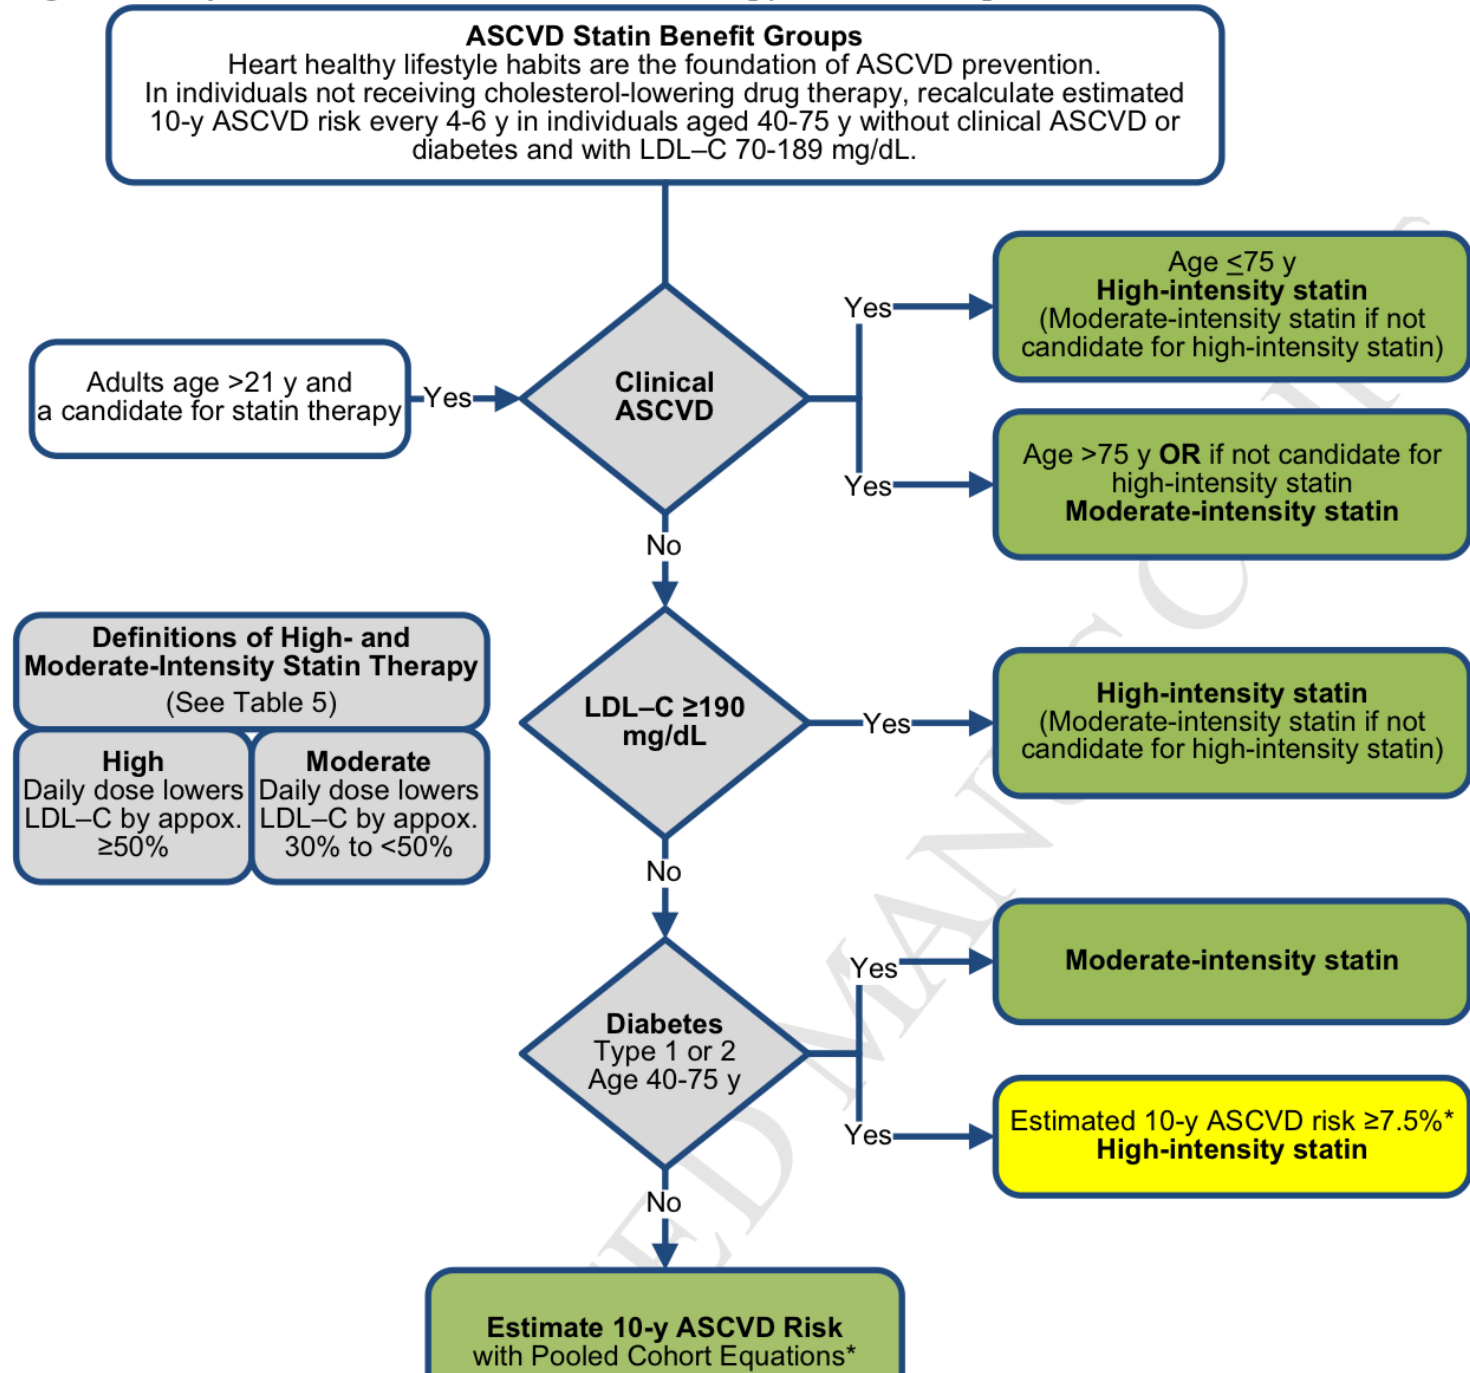 ASCVD Statin Benefit Groups
Heart healthy lifestyle habits are the foundation of ASCVD prevention.
In individuals not receiving cholesterol-lowering drug therapy, recalculate estimated
10-y ASCVD risk every 4-6 y in individuals aged 40-75 y without clinical ASCVD or
diabetes and with LDL–C 70-189 mg/dL.
Adults age >21 y and
a candidate for statin therapy
Yes
Clinical
ASCVD
Yes
Age ≤75 y
High-intensity statin
(Moderate-intensity statin if not
candidate for high-intensity statin)
Yes
Age >75 y OR if not candidate for
high-intensity statin
Moderate-intensity statin
No
Definitions of High- and
Moderate-Intensity Statin Therapy
(See Table 5)
High
Daily dose lowers
LDL–C by appox.
≥50%
Moderate
Daily dose lowers
LDL–C by appox.
30% to <50%
LDL–C ≥190
mg/dL
Yes
High-intensity statin
(Moderate-intensity statin if not
candidate for high-intensity statin)
No
Diabetes
Type 1 or 2
Age 40-75 y
Yes
Moderate-intensity statin
Yes
Estimated 10-y ASCVD risk ≥7.5%*
High-intensity statin
No
Estimate 10-y ASCVD Risk
with Pooled Cohort Equations*